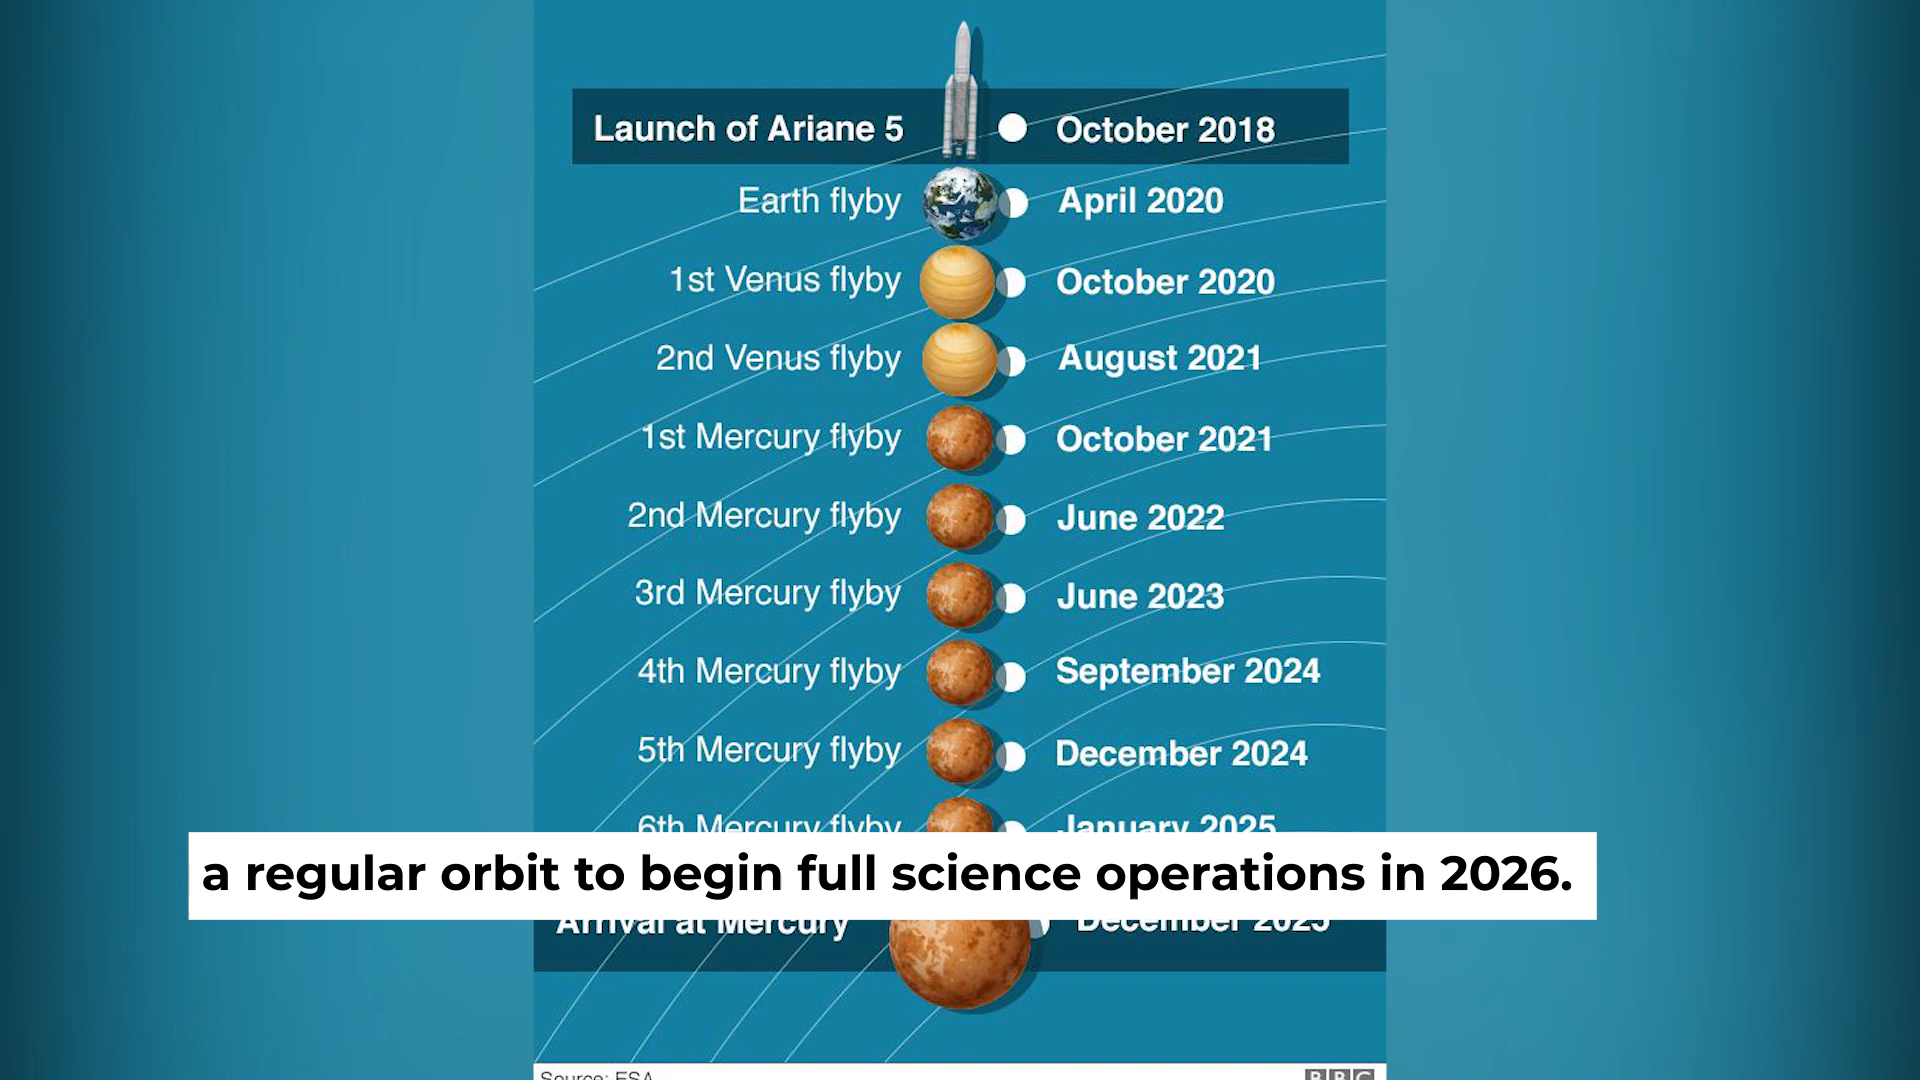 Launch of Ariane 5 October 2018
Earth flyby April 2020
1st Venus flyby October 2020
2nd Venus flyby August 2021
1st Mercury flyby October 2021
2nd Mercury flyby June 2022
3rd Mercury flyby June 2023
4th Mercury flyby September 2024
5th Mercury flyby December 2024
6th Mercury flyby January 2025
a regular orbit to begin full science operations in 2026.
Arrival at Mercury December 2025
Source: ESA
BBC